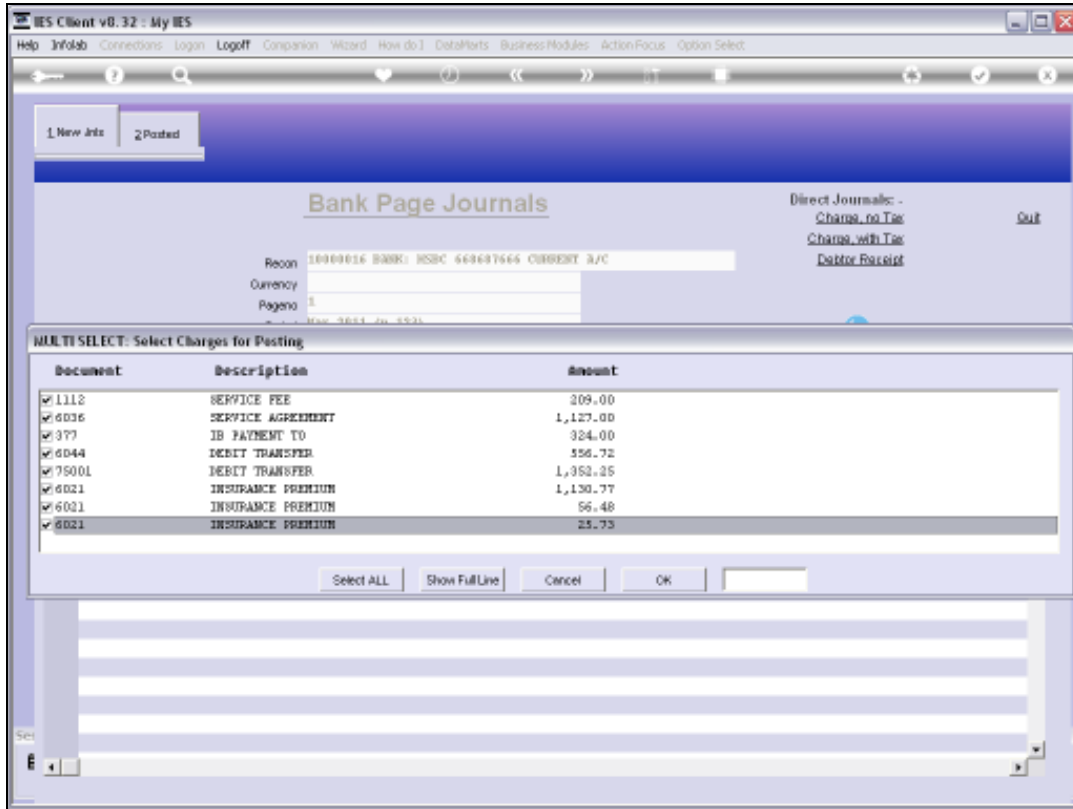 IES Client v8.32 : My IES
Help Infolab Connections Logon Logoff Companion Wizard How do I DataMarts Business Modules Action Focus Option Select
1 New Jnls 2 Posted
Bank Page Journals
Direct Journals: -
Charge, no Tax
Quit
Charge, with Tax
Debtor Receipt
Recon 10000016 BANK: HSBC 660607666 CURRENT A/C
Currency
Pageno 1
MULTI SELECT: Select Charges for Posting
Document Description Amount
1112 SERVICE FEE 209.00
6036 SERVICE AGREEMENT 1,127.00
377 IB PAYMENT TO 324.00
6044 DEBIT TRANSFER 556.72
75001 DEBIT TRANSFER 1,352.25
6021 INSURANCE PREMIUM 1,130.77
6021 INSURANCE PREMIUM 56.48
6021 INSURANCE PREMIUM 25.73
Select ALL Show Full Line Cancel OK